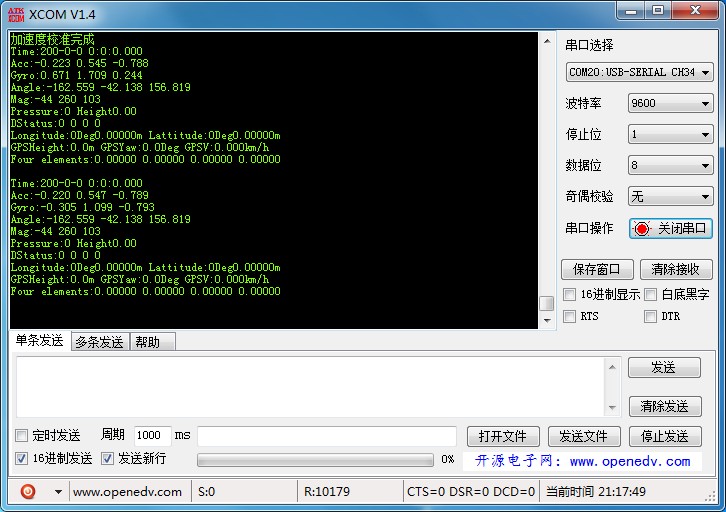 ATK XCOM XCOM V1.4
加速度校准完成
Time:200-0-0 0:0:0.000
Acc:-0.223 0.545 -0.788
Gyro:0.671 1.709 0.244
Angle:-162.559 -42.138 156.819
Mag:-44 260 103
Pressure:0 Height0.00
DStatus:0 0 0 0
Longitude:0Deg0.00000m Lattitude:0Deg0.00000m
GPSHeight:0.0m GPSYaw:0.0Deg GPSV:0.000km/h
Four elements:0.00000 0.00000 0.00000 0.00000
Time:200-0-0 0:0:0.000
Acc:-0.220 0.547 -0.789
Gyro:-0.305 1.099 -0.793
Angle:-162.559 -42.138 156.819
Mag:-44 260 103
Pressure:0 Height0.00
DStatus:0 0 0 0
Longitude:0Deg0.00000m Lattitude:0Deg0.00000m
GPSHeight:0.0m GPSYaw:0.0Deg GPSV:0.000km/h
Four elements:0.00000 0.00000 0.00000 0.00000
串口选择
COM20:USB-SERIAL CH34
波特率 9600
停止位 1
数据位 8
奇偶校验 无
串口操作 关闭串口
保存窗口 清除接收
16进制显示 白底黑字
RTS DTR
单条发送 多条发送 帮助
发送
清除发送
定时发送 周期 1000 ms 打开文件 发送文件 停止发送
16进制发送 发送新行 0% 开源电子网：www.openedv.com
www.openedv.com S:0 R:10179 CTS=0 DSR=0 DCD=0 当前时间 21:17:49